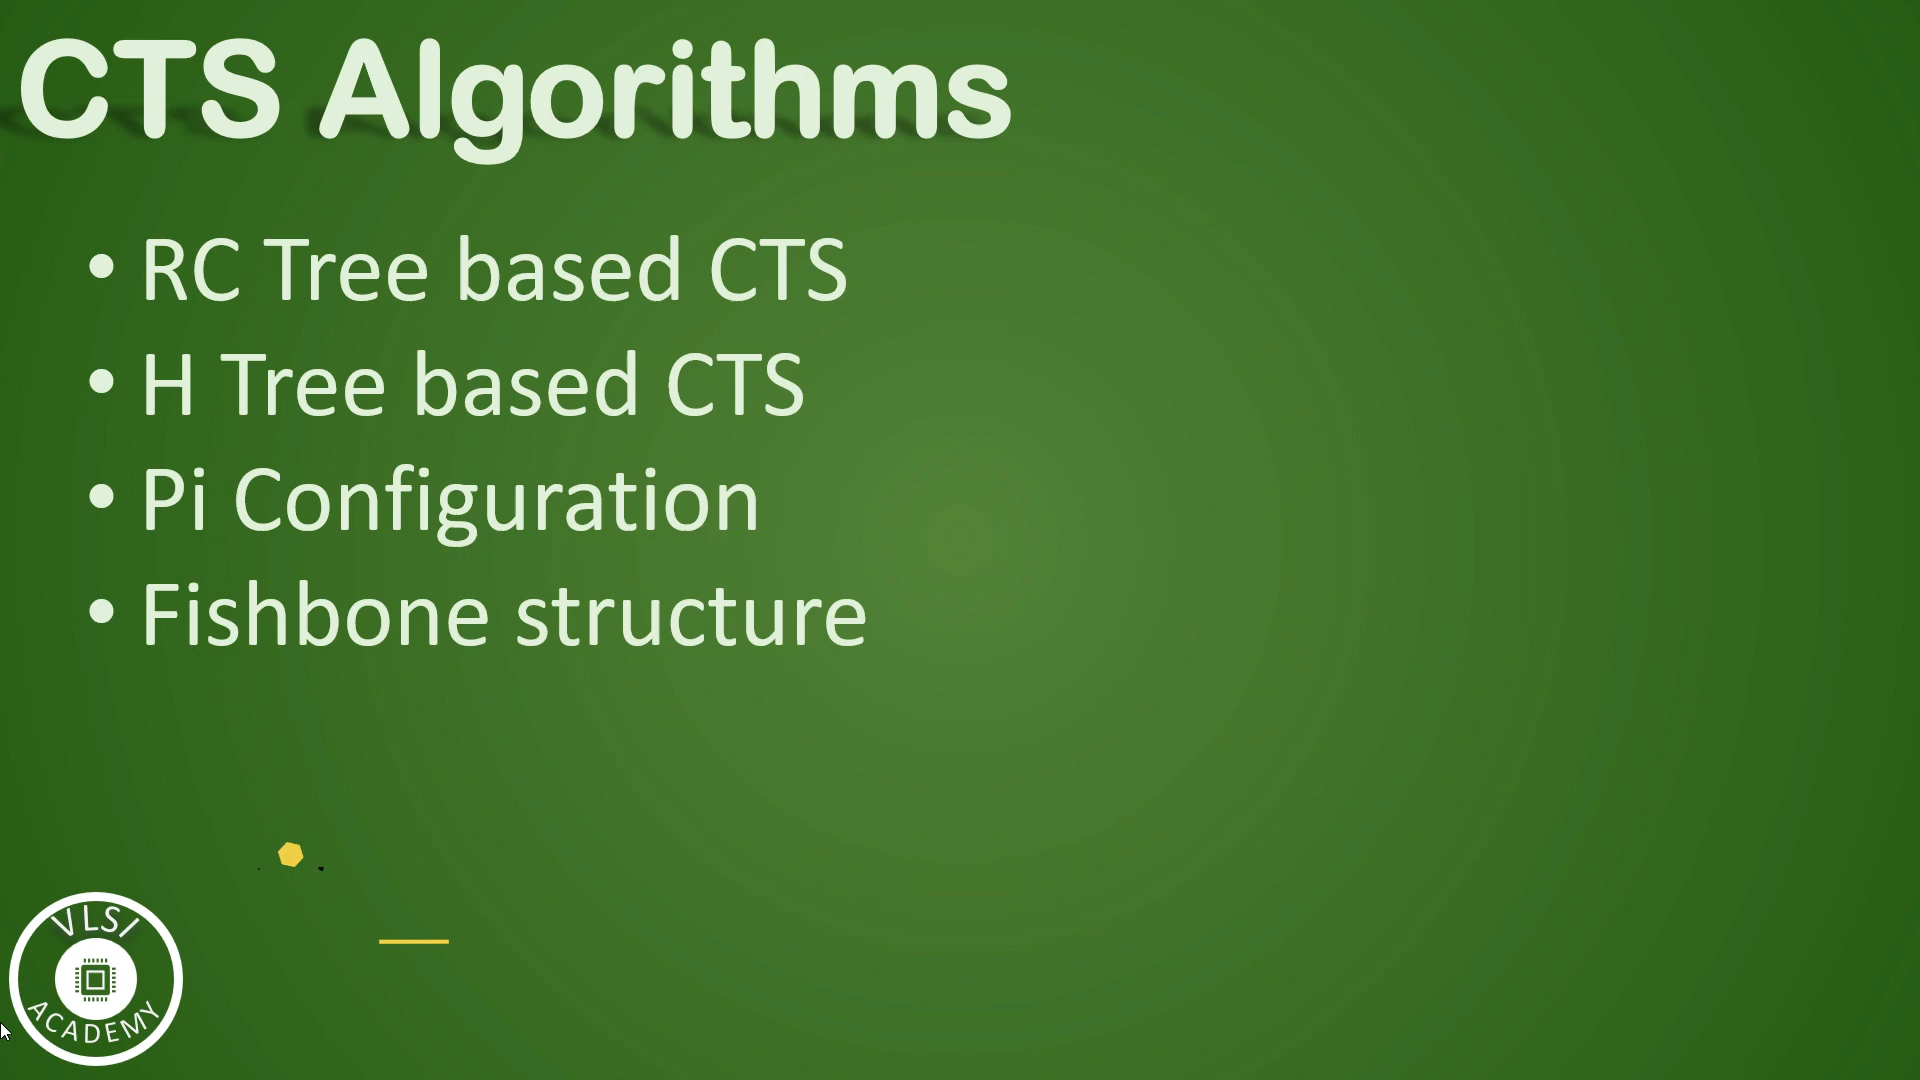 CTS Algorithms
• RC Tree based CTS
• H Tree based CTS
• Pi Configuration
• Fishbone structure
VLSI
ACADEMY